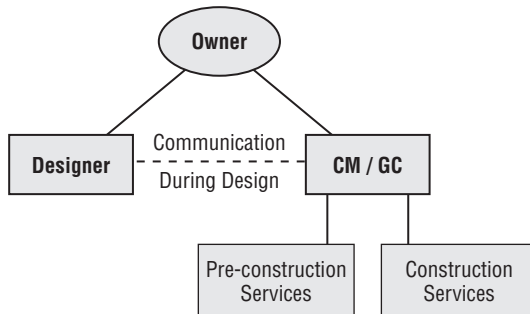 Owner
Communication
Designer
CM / GC
During Design
Pre-construction
Services
Construction
Services